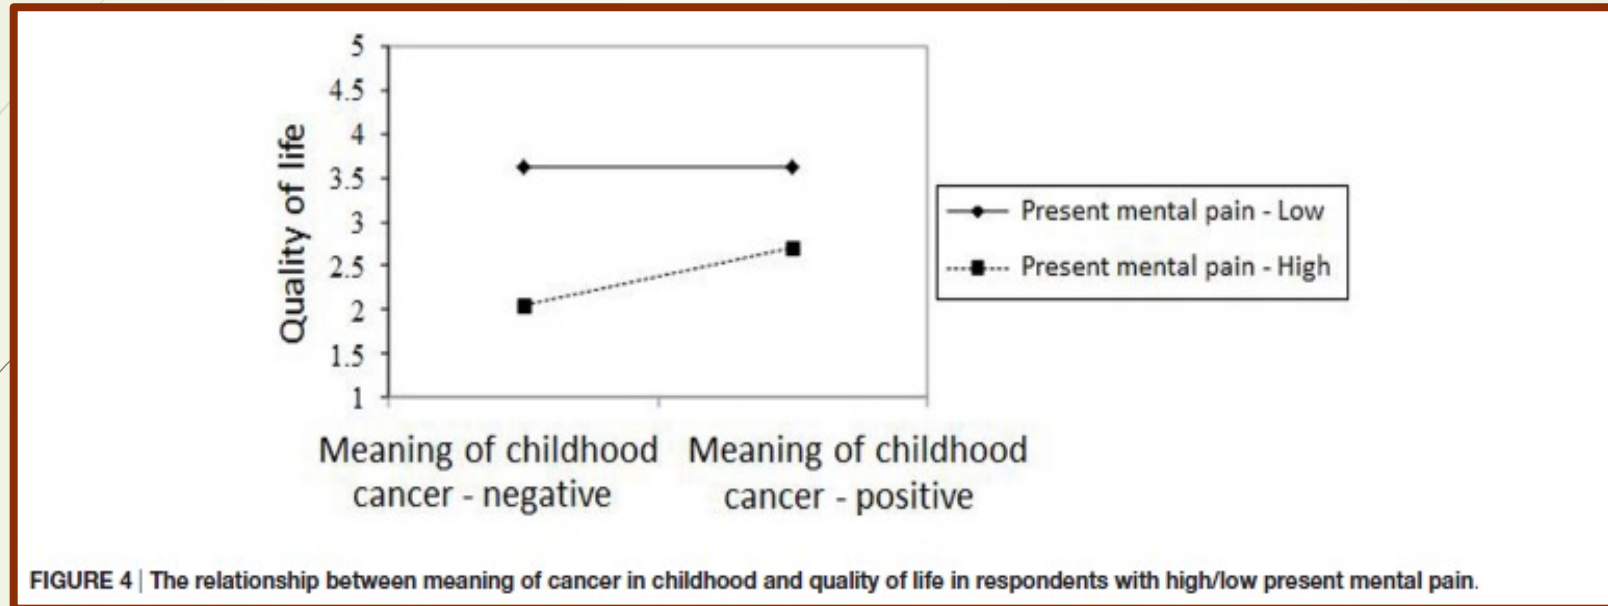 5
4.5
4
3.5
3
2.5
2
1.5
1
Quality of life
Meaning of childhood
cancer - negative
Meaning of childhood
cancer - positive
Present mental pain - Low
Present mental pain - High
FIGURE 4 | The relationship between meaning of cancer in childhood and quality of life in respondents with high/low present mental pain.